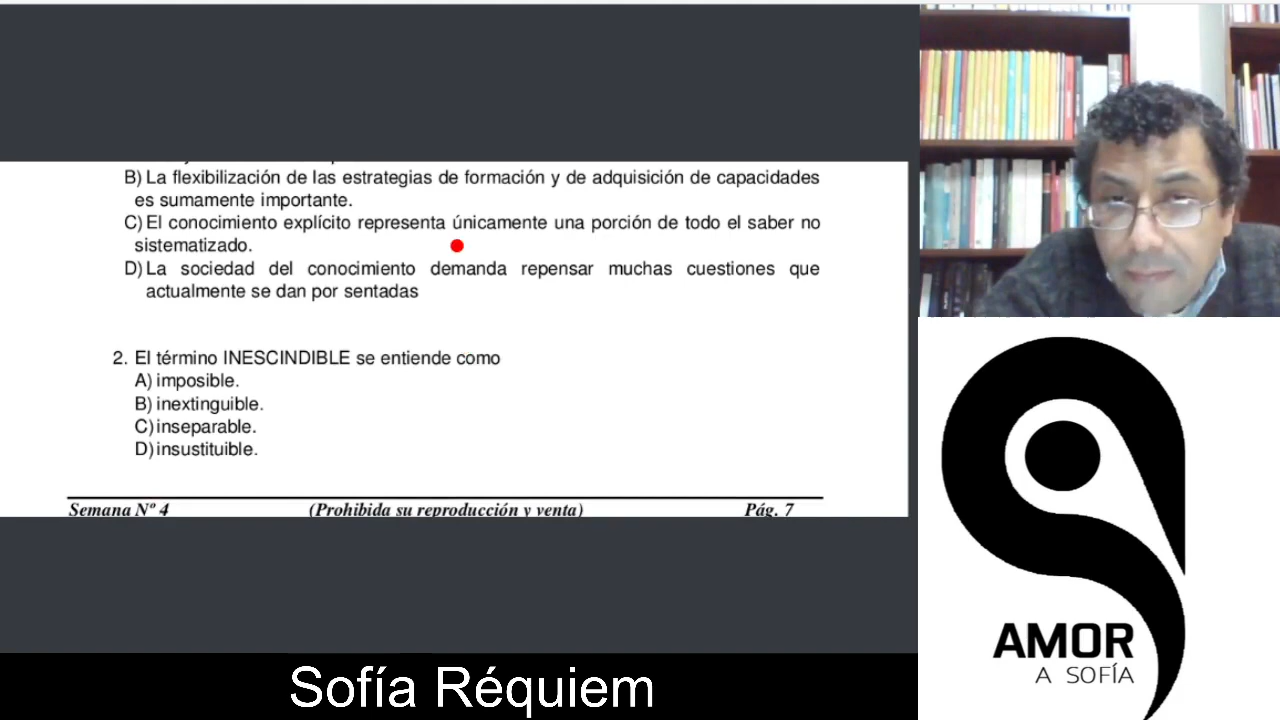 B) La flexibilización de las estrategias de formación y de adquisición de capacidades
es sumamente importante.
C) El conocimiento explícito representa únicamente una porción de todo el saber no
sistematizado.
D) La sociedad del conocimiento demanda repensar muchas cuestiones que
actualmente se dan por sentadas
2. El término INESCINDIBLE se entiende como
A) imposible.
B) inextinguible.
C) inseparable.
D) insustituible.
Semana Nº 4 (Prohibida su reproducción y venta) Pág. 7
AMOR
A SOFÍA
Sofía Réquiem